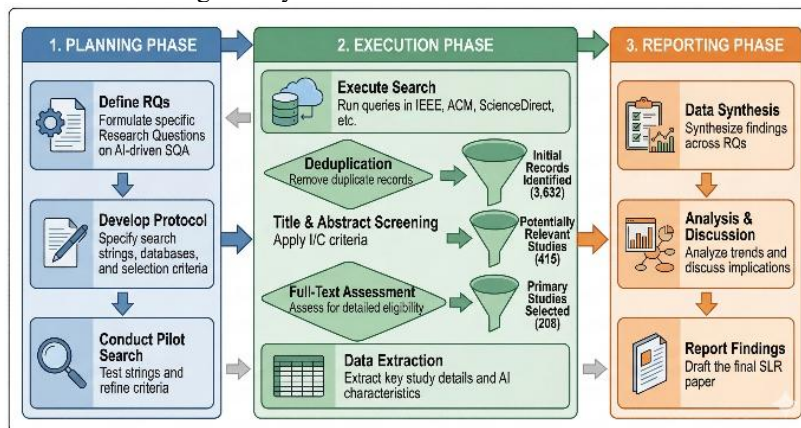 1. PLANNING PHASE
Define RQs
Formulate specific
Research Questions
on AI-driven SQA
Develop Protocol
Specify search
strings, databases,
and selection criteria
Conduct Pilot
Search
Test strings and
refine criteria
2. EXECUTION PHASE
Execute Search
Run queries in IEEE, ACM, ScienceDirect,
etc.
Deduplication
Remove duplicate records
Initial
Records
Identified
(3,632)
Title & Abstract Screening
Apply I/C criteria
Potentially
Relevant
Studies
(415)
Full-Text Assessment
Assess for detailed eligibility
Primary
Studies
Selected
(208)
Data Extraction
Extract key study details and AI
characteristics
3. REPORTING PHASE
Data Synthesis
Synthesize findings
across RQs
Analysis &
Discussion
Analyze trends and
discuss implications
Report Findings
Draft the final SLR
paper